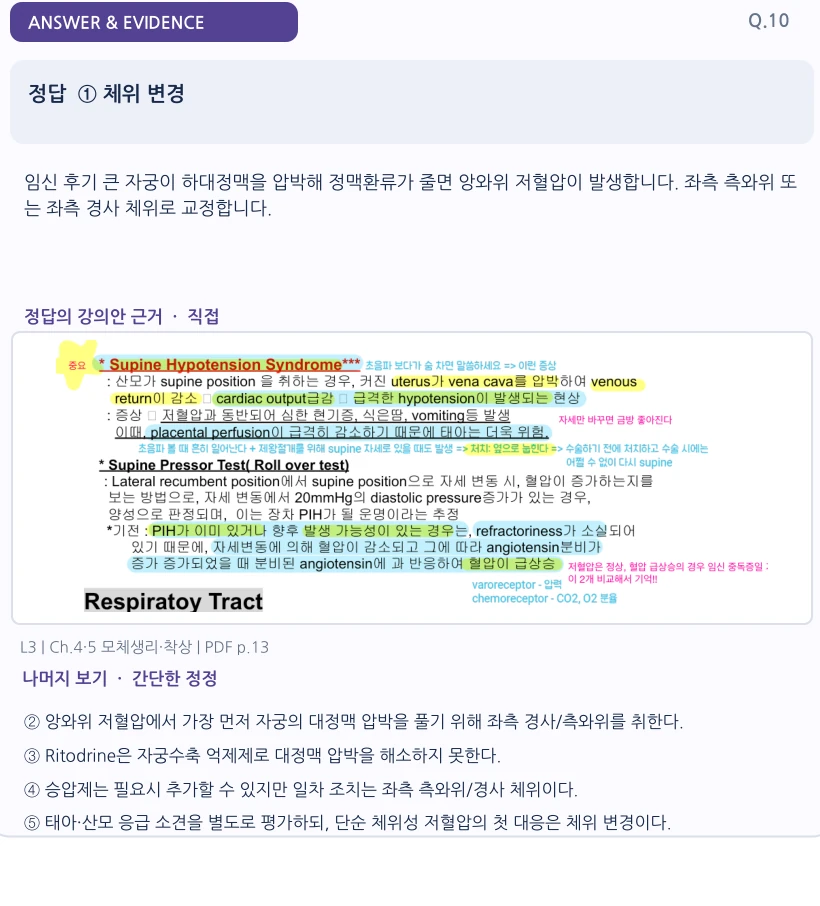 ANSWER & EVIDENCE
Q.10
정답 ① 체위 변경
임신 후기 큰 자궁이 하대정맥을 압박해 정맥환류가 줄면 앙와위 저혈압이 발생합니다. 좌측 측와위 또
는 좌측 경사 체위로 교정합니다.
정답의 강의안 근거 · 직접
중요 * Supine Hypotension Syndrome*** 초음파 보다가 숨 차면 말씀하세요 => 이런 증상
: 산모가 supine position 을 취하는 경우, 커진 uterus가 vena cava를 압박하여 venous
return이 감소 □ cardiac output급감 □ 급격한 hypotension이 발생되는 현상
: 증상 □ 저혈압과 동반되어 심한 현기증, 식은땀, vomiting등 발생 자세만 바꾸면 금방 좋아진다
이때, placental perfusion이 급격히 감소하기 때문에 태아는 더욱 위험.
초음파 볼 때 흔히 일어난다 + 제왕절개를 위해 supine 자세로 있을 때도 발생 => 처치: 옆으로 눕힌다 => 수술하기 전에 처치하고 수술 시에는
어쩔 수 없이 다시 supine
* Supine Pressor Test( Roll over test)
: Lateral recumbent position에서 supine position으로 자세 변동 시, 혈압이 증가하는지를
보는 방법으로, 자세 변동에서 20mmHg의 diastolic pressure증가가 있는 경우,
양성으로 판정되며, 이는 장차 PIH가 될 운명이라는 추정
*기전 : PIH가 이미 있거나 향후 발생 가능성이 있는 경우는, refractoriness가 소실되어
있기 때문에, 자세변동에 의해 혈압이 감소되고 그에 따라 angiotensin분비가
증가 증가되었을 때 분비된 angiotensin에 과 반응하여 혈압이 급상승 저혈압은 정상, 혈압 급상승의 경우 임신 중독증일 :
이 2개 비교해서 기억!!
varoreceptor - 압력
chemoreceptor - CO2, O2 분율
Respiratoy Tract
L3 | Ch.4·5 모체생리·착상 | PDF p.13
나머지 보기 · 간단한 정정
② 앙와위 저혈압에서 가장 먼저 자궁의 대정맥 압박을 풀기 위해 좌측 경사/측와위를 취한다.
③ Ritodrine은 자궁수축 억제제로 대정맥 압박을 해소하지 못한다.
④ 승압제는 필요시 추가할 수 있지만 일차 조치는 좌측 측와위/경사 체위이다.
⑤ 태아·산모 응급 소견을 별도로 평가하되, 단순 체위성 저혈압의 첫 대응은 체위 변경이다.